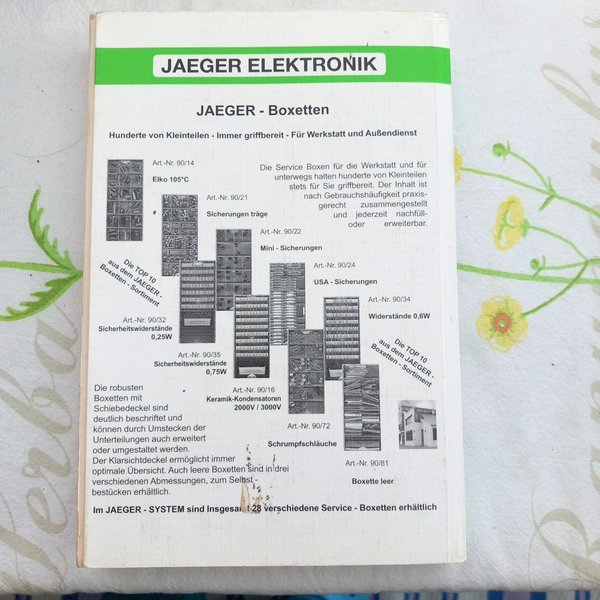 JAEGER ELEKTRONIK
JAEGER - Boxetten
Hunderte von Kleinteilen - Immer griffbereit - Für Werkstatt und Außendienst
Art.-Nr. 90/14
Elko 105°C
Die Service Boxen für die Werkstatt und für
unterwegs halten hunderte von Kleinteilen
stets für Sie griffbereit. Der Inhalt ist
nach Gebrauchshäufigkeit praxis-
gerecht zusammengestellt
und jederzeit nachfüll-
oder erweiterbar.
Art.-Nr. 90/21
Sicherungen träge
Art.-Nr. 90/22
Mini - Sicherungen
Art.-Nr. 90/24
USA - Sicherungen
Art.-Nr. 90/34
Widerstände 0,6W
Die TOP 10
aus dem JAEGER -
Boxetten - Sortiment
Art.-Nr. 90/32
Sicherheitswiderstände
0,25W
Art.-Nr. 90/35
Sicherheitswiderstände
0,75W
Art.-Nr. 90/16
Keramik-Kondensatoren
2000V / 3000V
Die TOP 10
aus dem JAEGER -
Boxetten - Sortiment
Art.-Nr. 90/72
Schrumpfschläuche
Art.-Nr. 90/81
Boxette leer
Die robusten
Boxetten mit
Schiebedeckel sind
deutlich beschriftet und
können durch Umstecken der
Unterteilungen auch erweitert
oder umgestaltet werden.
Der Klarsichtdeckel ermöglicht immer
optimale Übersicht. Auch leere Boxetten sind in drei
verschiedenen Abmessungen, zum Selbst -
bestücken erhältlich.
Im JAEGER - SYSTEM sind Insgesamt 28 verschiedene Service - Boxetten erhältlich